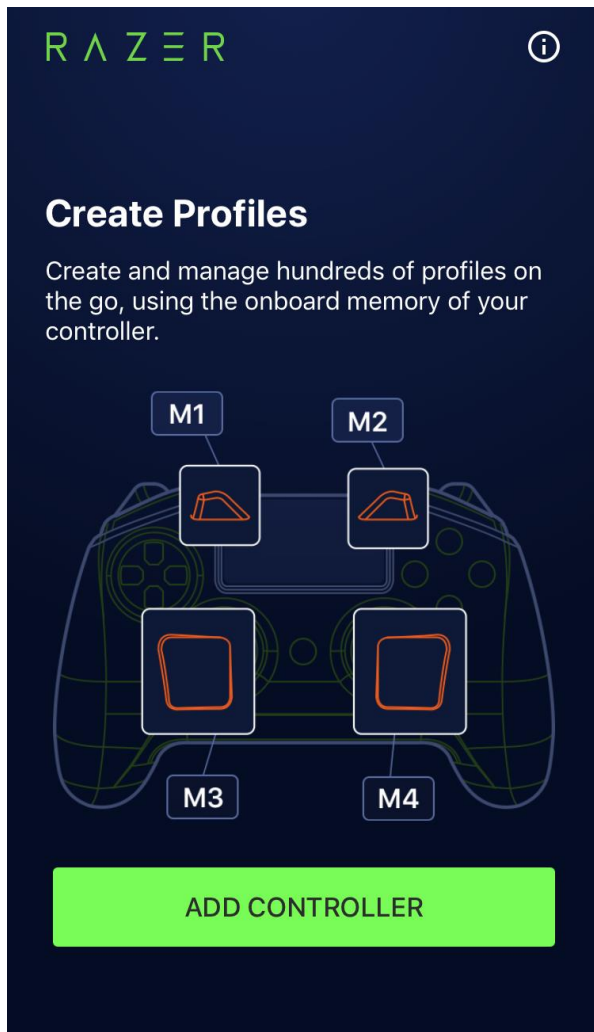 RAZER
Create Profiles
Create and manage hundreds of profiles on
the go, using the onboard memory of your
controller.
M1
M2
M3
M4
ADD CONTROLLER